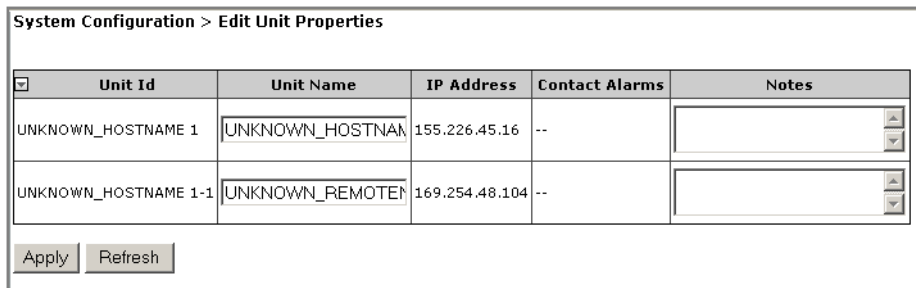 System Configuration > Edit Unit Properties
Unit Id Unit Name IP Address Contact Alarms Notes
UNKNOWN_HOSTNAME 1 UNKNOWN_HOSTNAM 155.226.45.16 --
UNKNOWN_HOSTNAME 1-1 UNKNOWN_REMOTEN 169.254.48.104 --
Apply Refresh